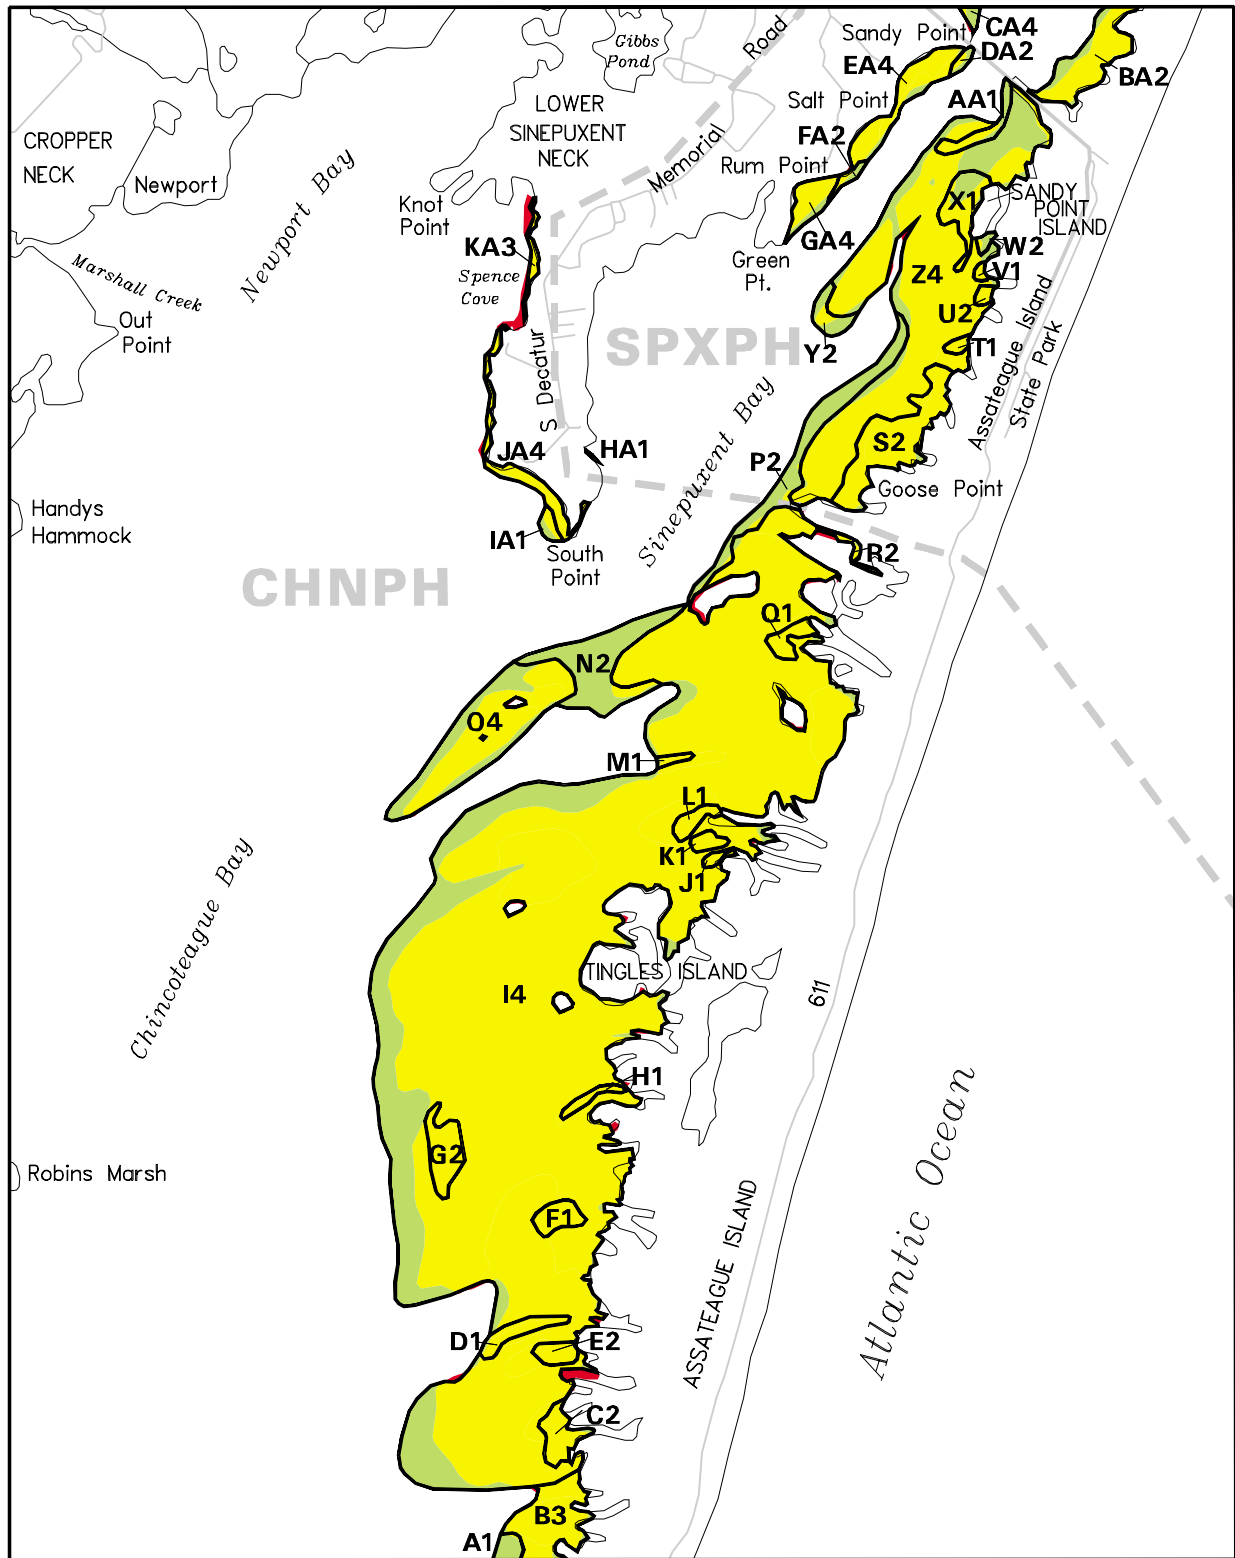 CA4
Sandy Point
DA2
Gibbs
Pond
Road
EA4
BA2
Salt Point
AA1
LOWER
SINEPUXENT
NECK
CROPPER
NECK
FA2
Memorial
Rum Point
Newport
Newport Bay
Knot
Point
X1
SANDY
POINT
ISLAND
KA3
GA4
W2
Green
Pt.
Marshall Creek
Spence
Cove
Z4
V1
U2
Out
Point
SPXPH
Y2
T1
Assateague Island
State Park
S Decatur
Sinepuxent Bay
JA4
HA1
S2
P2
Goose Point
Handys
Hammock
IA1
South
Point
R2
CHNPH
Q1
N2
O4
M1
L1
K1
J1
Chincoteague Bay
TINGLES ISLAND
I4
611
H1
G2
Robins Marsh
F1
ASSATEAGUE ISLAND
Atlantic Ocean
D1
E2
C2
B3
A1